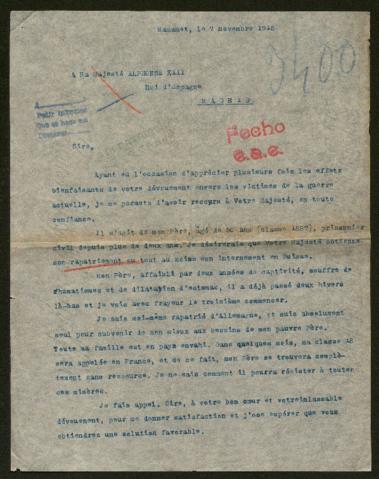 Mazamet, le 7 Novembre 1916
A Sa Majesté ALPHONSE XIII
Roi d'Espagne
MADRID
3400
Fecho
e.s.e.
Sire,
Ayant eu l'occasion d'apprécier plusieurs fois les effets
bienfaisants de votre dévouement envers les victimes de la guerre
actuelle, je me permets d'avoir recours à Votre Majesté, en toute
confiance.
Il s'agit de mon Père, âgé de 50 ans (classe 1887), prisonnier
civil depuis plus de deux ans. Je désirerais que Votre Majesté obtienne
son rapatriement ou tout au moins son internement en Suisse.
Mon Père, affaibli par deux années de captivité, souffre de
rhumatismes et de dilatation d'estomac, il a déjà passé deux hivers
là-bas et je vois avec frayeur le troisième commencer.
Je suis moi-même rapatrié d'Allemagne, et suis absolument
seul pour subvenir de mon mieux aux besoins de mon pauvre Père.
Toute ma famille est en pays envahi. Dans quelques mois, ma classe 18
sera appelée en France, et de ce fait, mon Père se trouvera complè-
tement sans ressource. Je ne sais comment il pourra résister à toutes
ces misères.
Je fais appel, Sire, à votre bon cœur et votre inlassable
dévouement, pour me donner satisfaction et j'ose espérer que vous
obtiendrez une solution favorable.